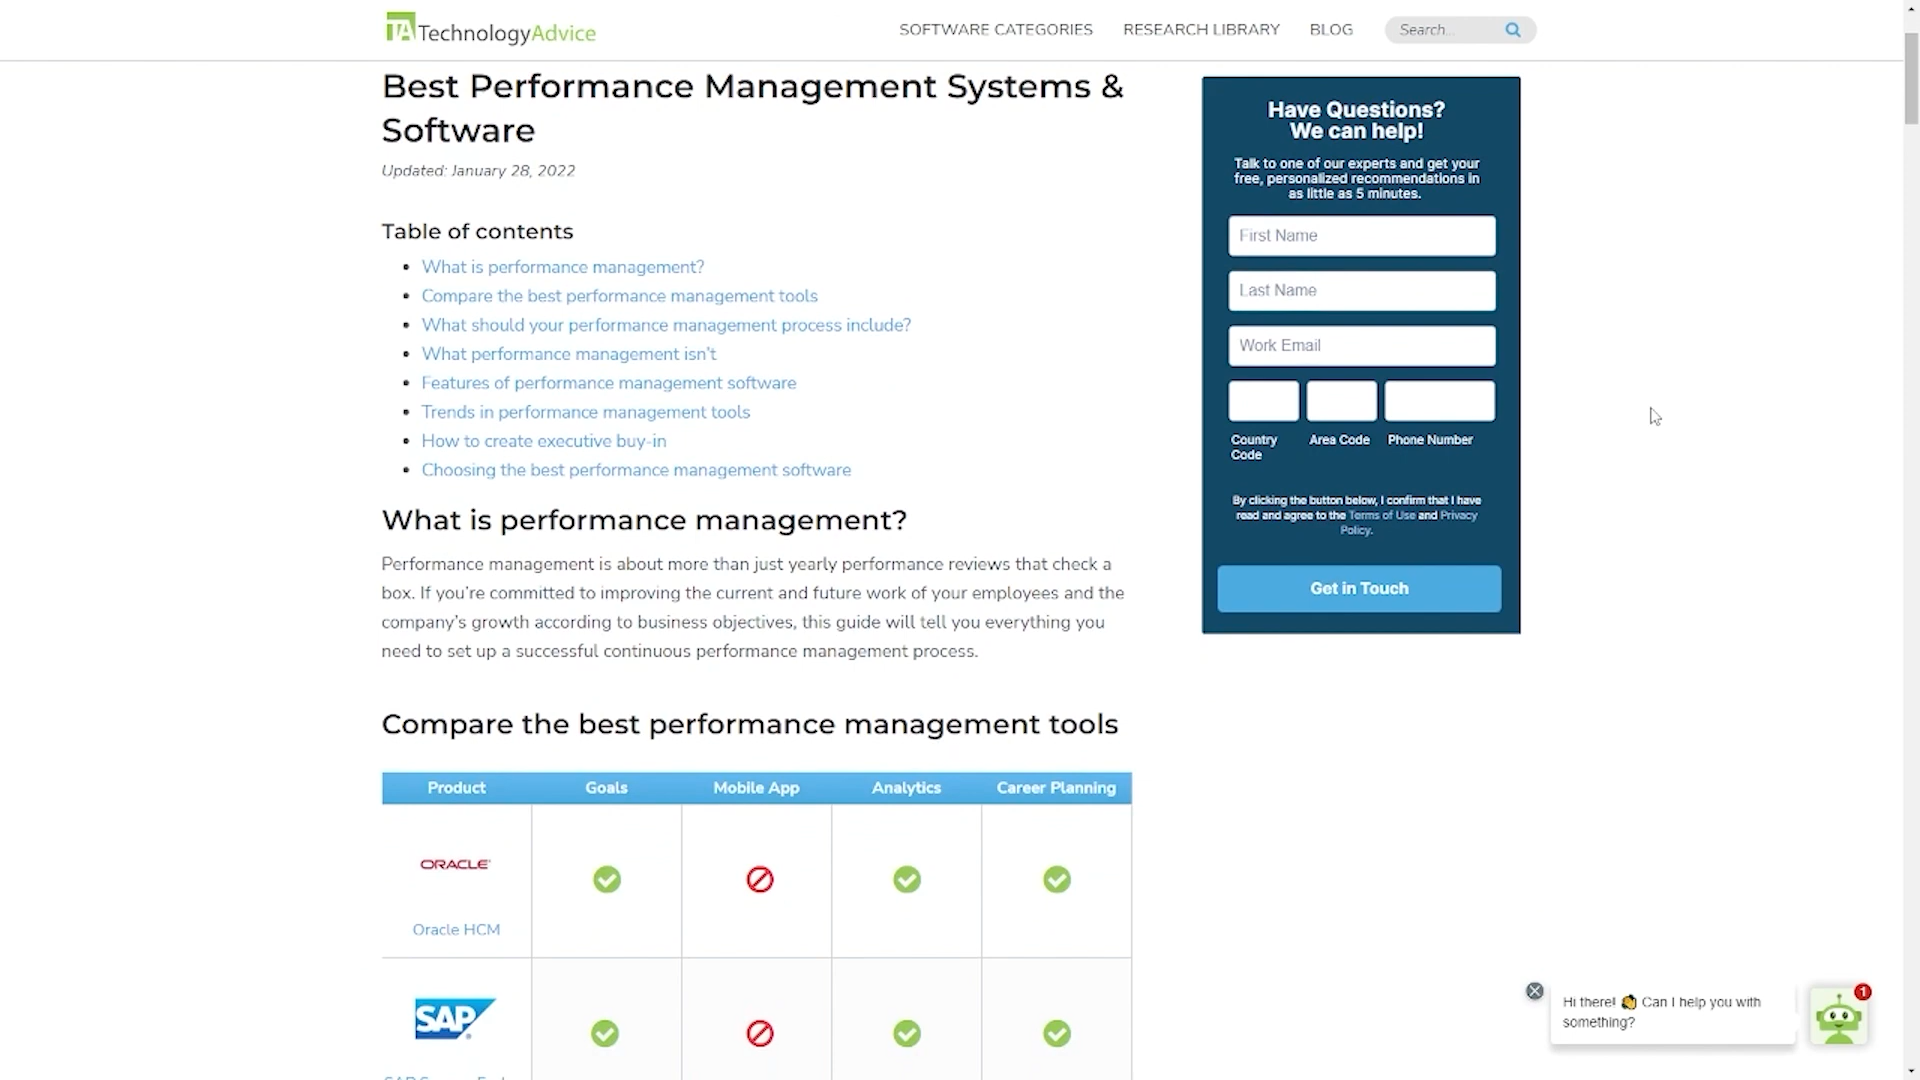 TechnologyAdvice
SOFTWARE CATEGORIES
RESEARCH LIBRARY
BLOG
Search...
Best Performance Management Systems &
Software
Updated: January 28, 2022
Table of contents
What is performance management?
Compare the best performance management tools
What should your performance management process include?
What performance management isn't
Features of performance management software
Trends in performance management tools
How to create executive buy-in
Choosing the best performance management software
What is performance management?
Performance management is about more than just yearly performance reviews that check a
box. If you're committed to improving the current and future work of your employees and the
company's growth according to business objectives, this guide will tell you everything you
need to set up a successful continuous performance management process.
Compare the best performance management tools
Product Goals Mobile App Analytics Career Planning
ORACLE
Oracle HCM
SAP
Have Questions?
We can help!
Talk to one of our experts and get your
free, personalized recommendations in
as little as 5 minutes.
First Name
Last Name
Work Email
Country
Code
Area Code
Phone Number
By clicking the button below, I confirm that I have
read and agree to the Terms of Use and Privacy
Policy.
Get in Touch
Hi there! Can I help you with
something?
1